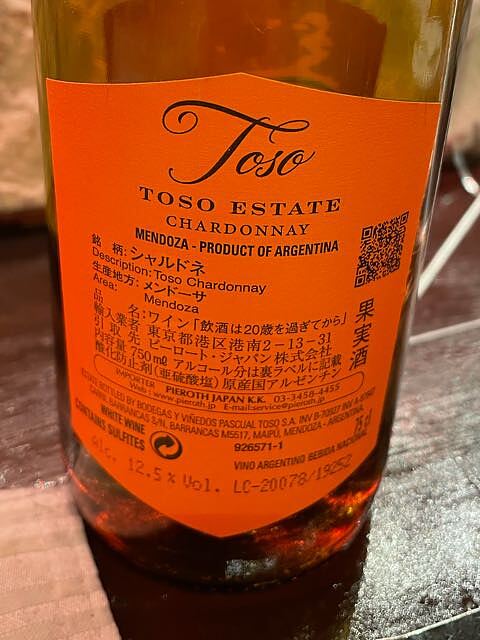 Toso
TOSO ESTATE
CHARDONNAY
MENDOZA - PRODUCT OF ARGENTINA
銘　柄:シャルドネ
Description:Toso Chardonnay
生産地方:メンドーサ
Area: Mendoza
品　名:ワイン「飲酒は20歳を過ぎてから」
輸入業者 東京都港区港南2-13-31
引取先 ピーロート・ジャパン株式会社
内容量 750㎖ アルコール分は裏ラベルに記載
酸化防止剤(亜硫酸塩) 原産国アルゼンチン
果実酒
IMPORTER PIEROTH JAPAN K.K. 03-3458-4455
Web : www.pieroth.jp E-mail:service@pieroth.jp
ESTATE BOTTLED BY BODEGAS Y VIÑEDOS PASCUAL TOSO S.A. INV B-70927 INV A-
CARRIL BARRANCAS S/N, BARRANCAS M5517, MAIPÚ, MENDOZA - ARGENTINA.
WHITE WINE
CONTAINS SULFITES
926571-1
75 cl
VINO ARGENTINO BEBIDA NACIONAL
Alc. 12.5 % Vol. LC-20078/19252